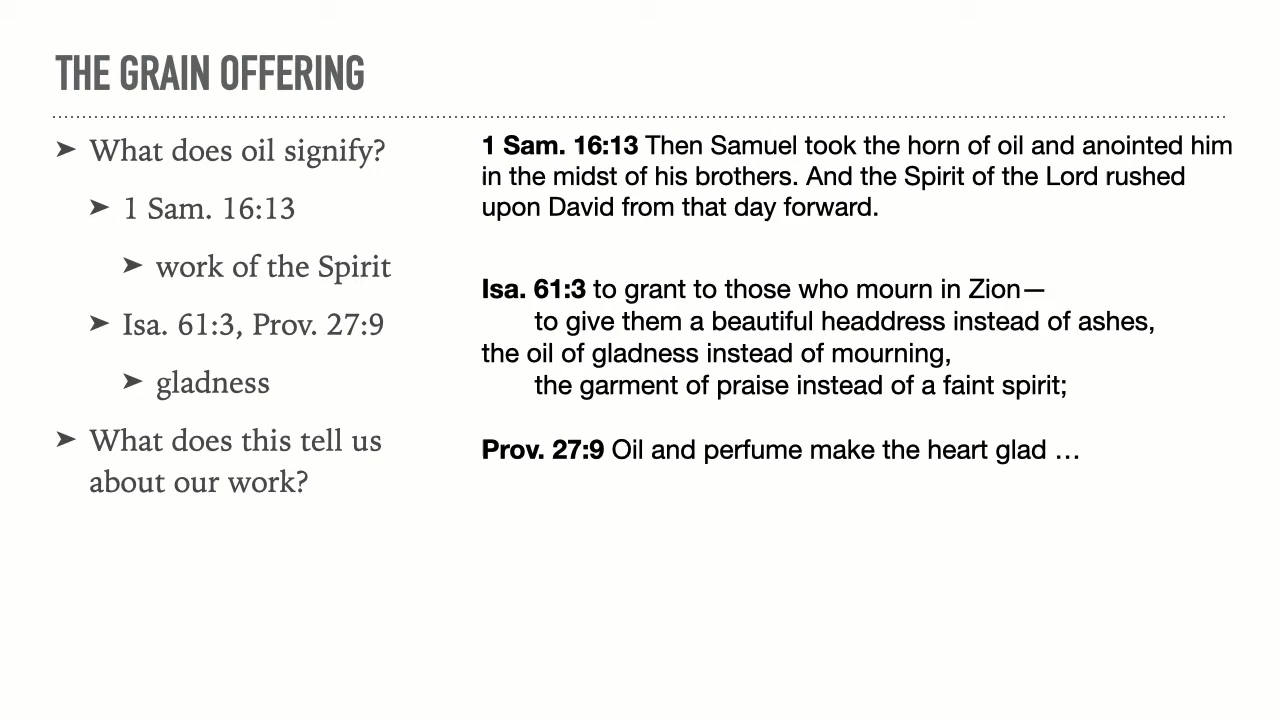 THE GRAIN OFFERING
➤ What does oil signify?
➤ 1 Sam. 16:13
➤ work of the Spirit
➤ Isa. 61:3, Prov. 27:9
➤ gladness
➤ What does this tell us
about our work?
1 Sam. 16:13 Then Samuel took the horn of oil and anointed him
in the midst of his brothers. And the Spirit of the Lord rushed
upon David from that day forward.
Isa. 61:3 to grant to those who mourn in Zion—
to give them a beautiful headdress instead of ashes,
the oil of gladness instead of mourning,
the garment of praise instead of a faint spirit;
Prov. 27:9 Oil and perfume make the heart glad …